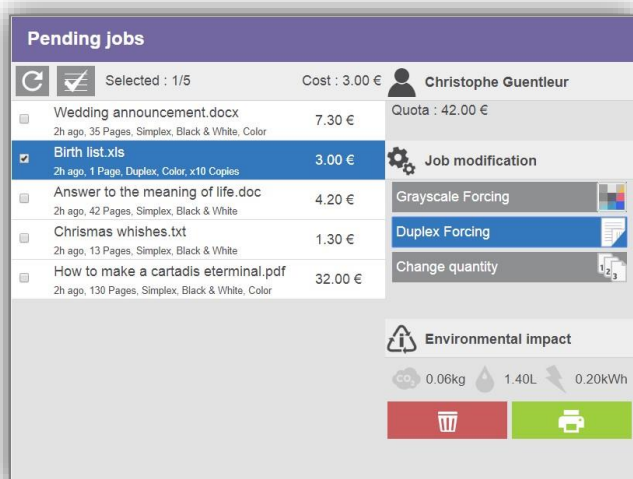 Pending jobs
Selected : 1/5
Cost : 3.00 €
Wedding announcement.docx
7.30 €
2h ago, 35 Pages, Simplex, Black & White, Color
Birth list.xls
3.00 €
2h ago, 1 Page, Duplex, Color, x10 Copies
Answer to the meaning of life.doc
4.20 €
2h ago, 42 Pages, Simplex, Black & White
Chrismas whishes.txt
1.30 €
2h ago, 13 Pages, Simplex, Black & White
How to make a cartadis eterminal.pdf
32.00 €
2h ago, 130 Pages, Simplex, Black & White, Color
Christophe Guentleur
Quota : 42.00 €
Job modification
Grayscale Forcing
Duplex Forcing
Change quantity
1 2 3
Environmental impact
CO₂ 0.06kg
1.40L
0.20kWh